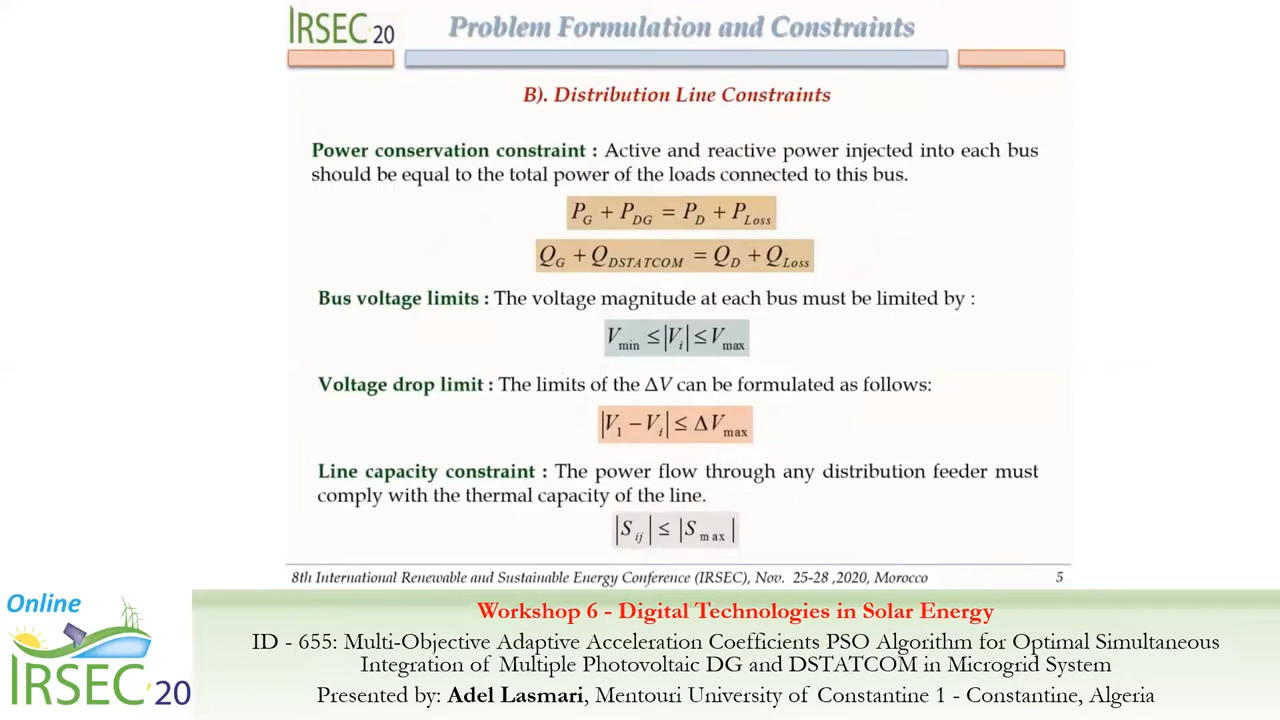 IRSEC'20
Problem Formulation and Constraints
B). Distribution Line Constraints
Power conservation constraint : Active and reactive power injected into each bus
should be equal to the total power of the loads connected to this bus.
P_G + P_DG = P_D + P_Loss
Q_G + Q_DSTATCOM = Q_D + Q_Loss
Bus voltage limits : The voltage magnitude at each bus must be limited by :
V_min ≤ |V_i| ≤ V_max
Voltage drop limit : The limits of the ΔV can be formulated as follows:
|V_1 − V_i| ≤ ΔV_max
Line capacity constraint : The power flow through any distribution feeder must
comply with the thermal capacity of the line.
|S_ij| ≤ |S_max|
8th International Renewable and Sustainable Energy Conference (IRSEC), Nov. 25-28 ,2020, Morocco 5
Online
IRSEC'20
Workshop 6 - Digital Technologies in Solar Energy
ID - 655: Multi-Objective Adaptive Acceleration Coefficients PSO Algorithm for Optimal Simultaneous
Integration of Multiple Photovoltaic DG and DSTATCOM in Microgrid System
Presented by: Adel Lasmari, Mentouri University of Constantine 1 - Constantine, Algeria